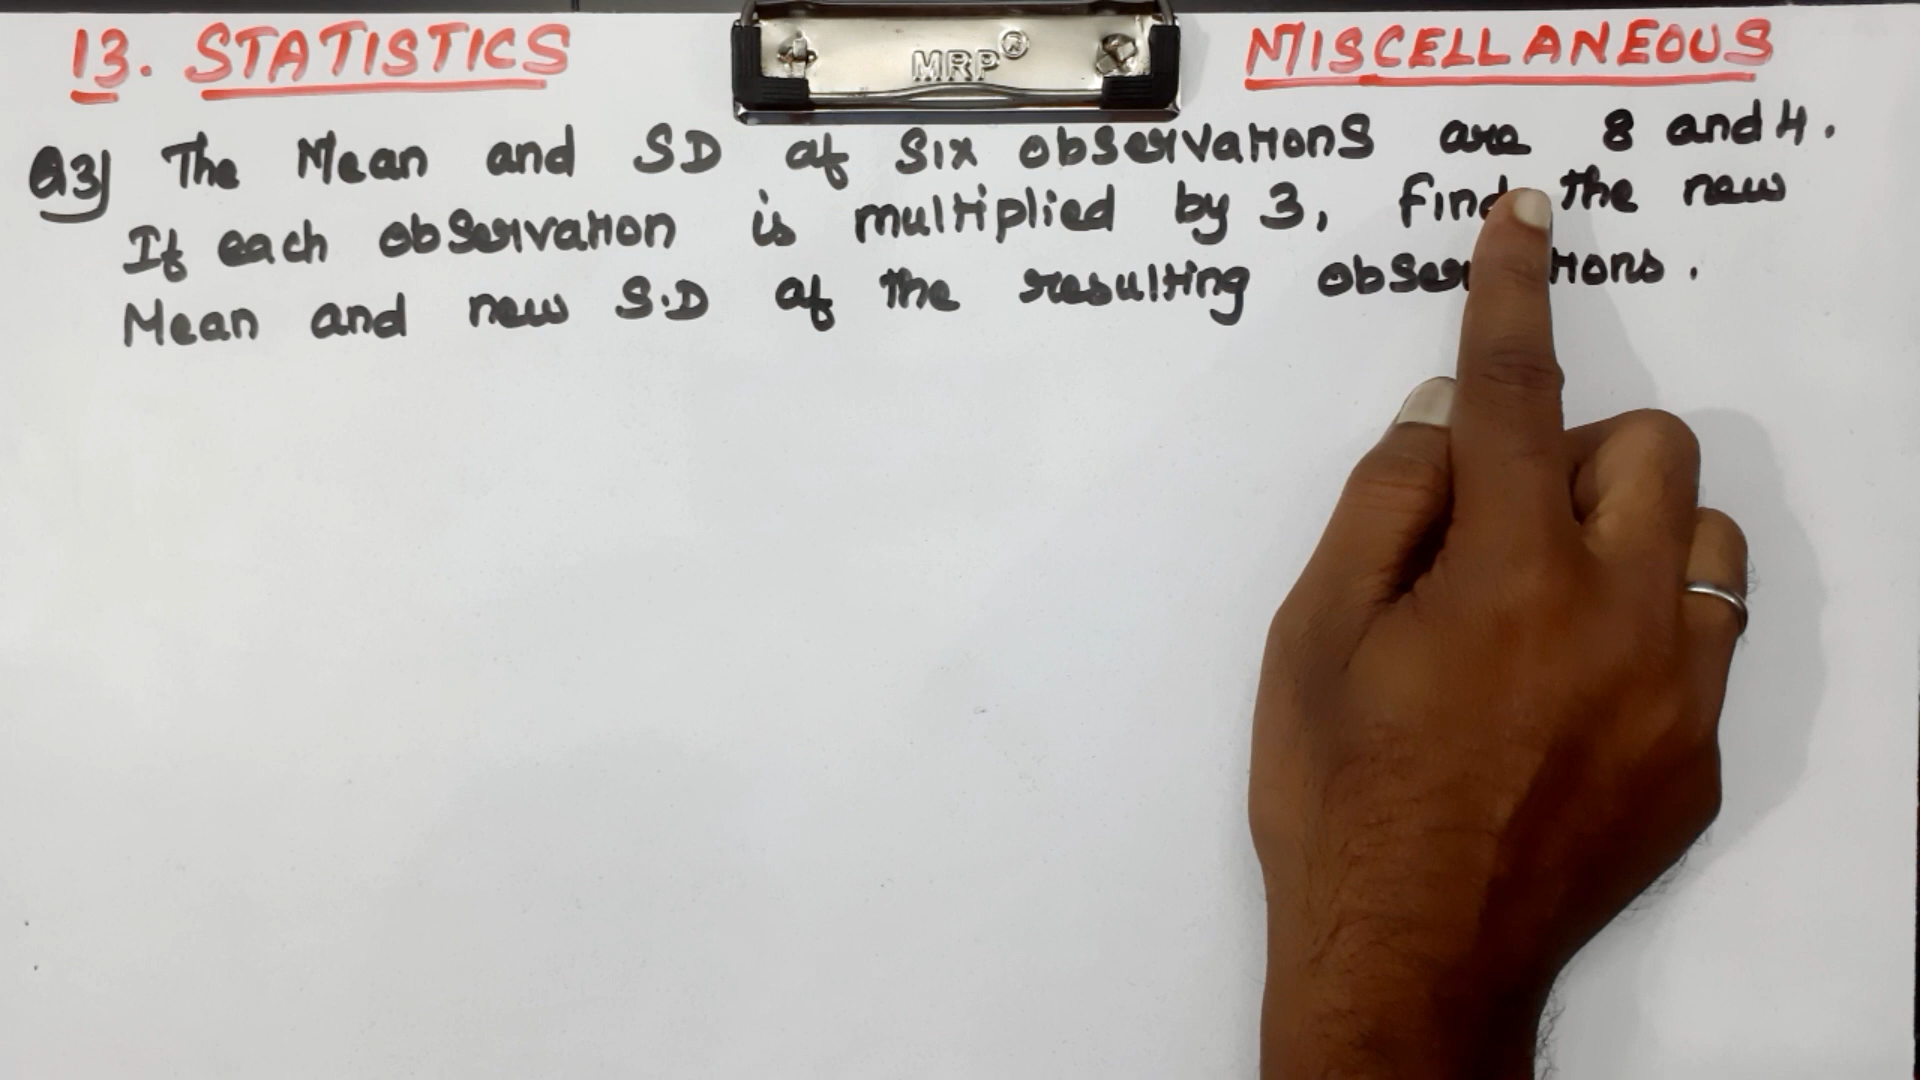 13. STATISTICS
MRP®
MISCELLANEOUS
Q3) The Mean and SD of Six observations are 8 and 4.
If each observation is multiplied by 3, find the new
Mean and new S.D of the resulting